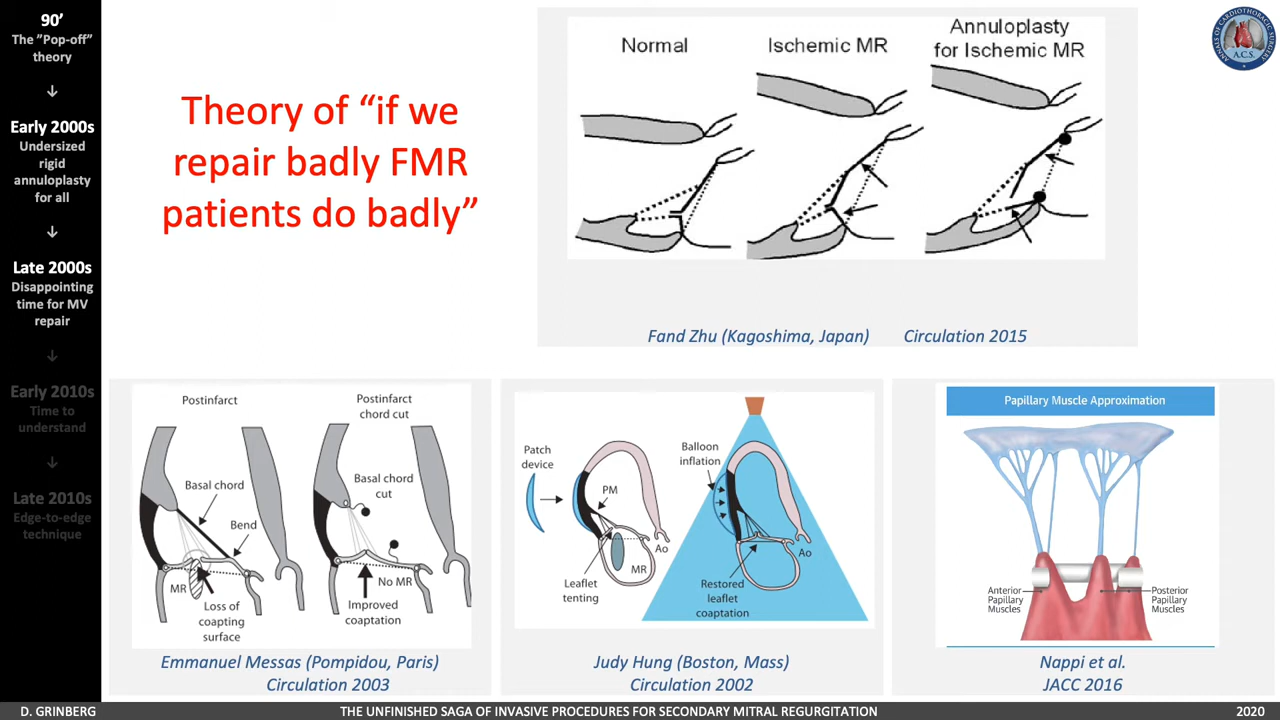 90’
The ”Pop-off”
theory
↓
Early 2000s
Undersized
rigid
annuloplasty
for all
↓
Late 2000s
Disappointing
time for MV
repair
↓
Early 2010s
Time to
understand
↓
Late 2010s
Edge-to-edge
technique
Theory of “if we
repair badly FMR
patients do badly”
Normal
Ischemic MR
Annuloplasty
for Ischemic MR
Fand Zhu (Kagoshima, Japan) Circulation 2015
ANNALS OF CARDIOTHORACIC SURGERY
A.C.S.
Postinfarct
Postinfarct
chord cut
Basal chord
Bend
MR
Loss of
coapting
surface
Basal chord
cut
No MR
Improved
coaptation
Emmanuel Messas (Pompidou, Paris)
Circulation 2003
Patch
device
PM
Ao
MR
Leaflet
tenting
Balloon
inflation
Ao
Restored
leaflet
coaptation
Judy Hung (Boston, Mass)
Circulation 2002
Papillary Muscle Approximation
Anterior
Papillary
Muscles
Posterior
Papillary
Muscles
Nappi et al.
JACC 2016
D. GRINBERG
THE UNFINISHED SAGA OF INVASIVE PROCEDURES FOR SECONDARY MITRAL REGURGITATION
2020